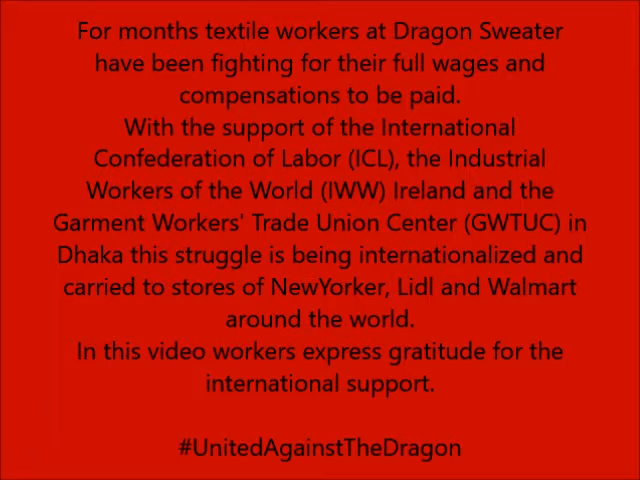 For months textile workers at Dragon Sweater
have been fighting for their full wages and
compensations to be paid.
With the support of the International
Confederation of Labor (ICL), the Industrial
Workers of the World (IWW) Ireland and the
Garment Workers' Trade Union Center (GWTUC) in
Dhaka this struggle is being internationalized and
carried to stores of NewYorker, Lidl and Walmart
around the world.
In this video workers express gratitude for the
international support.
#UnitedAgainstTheDragon